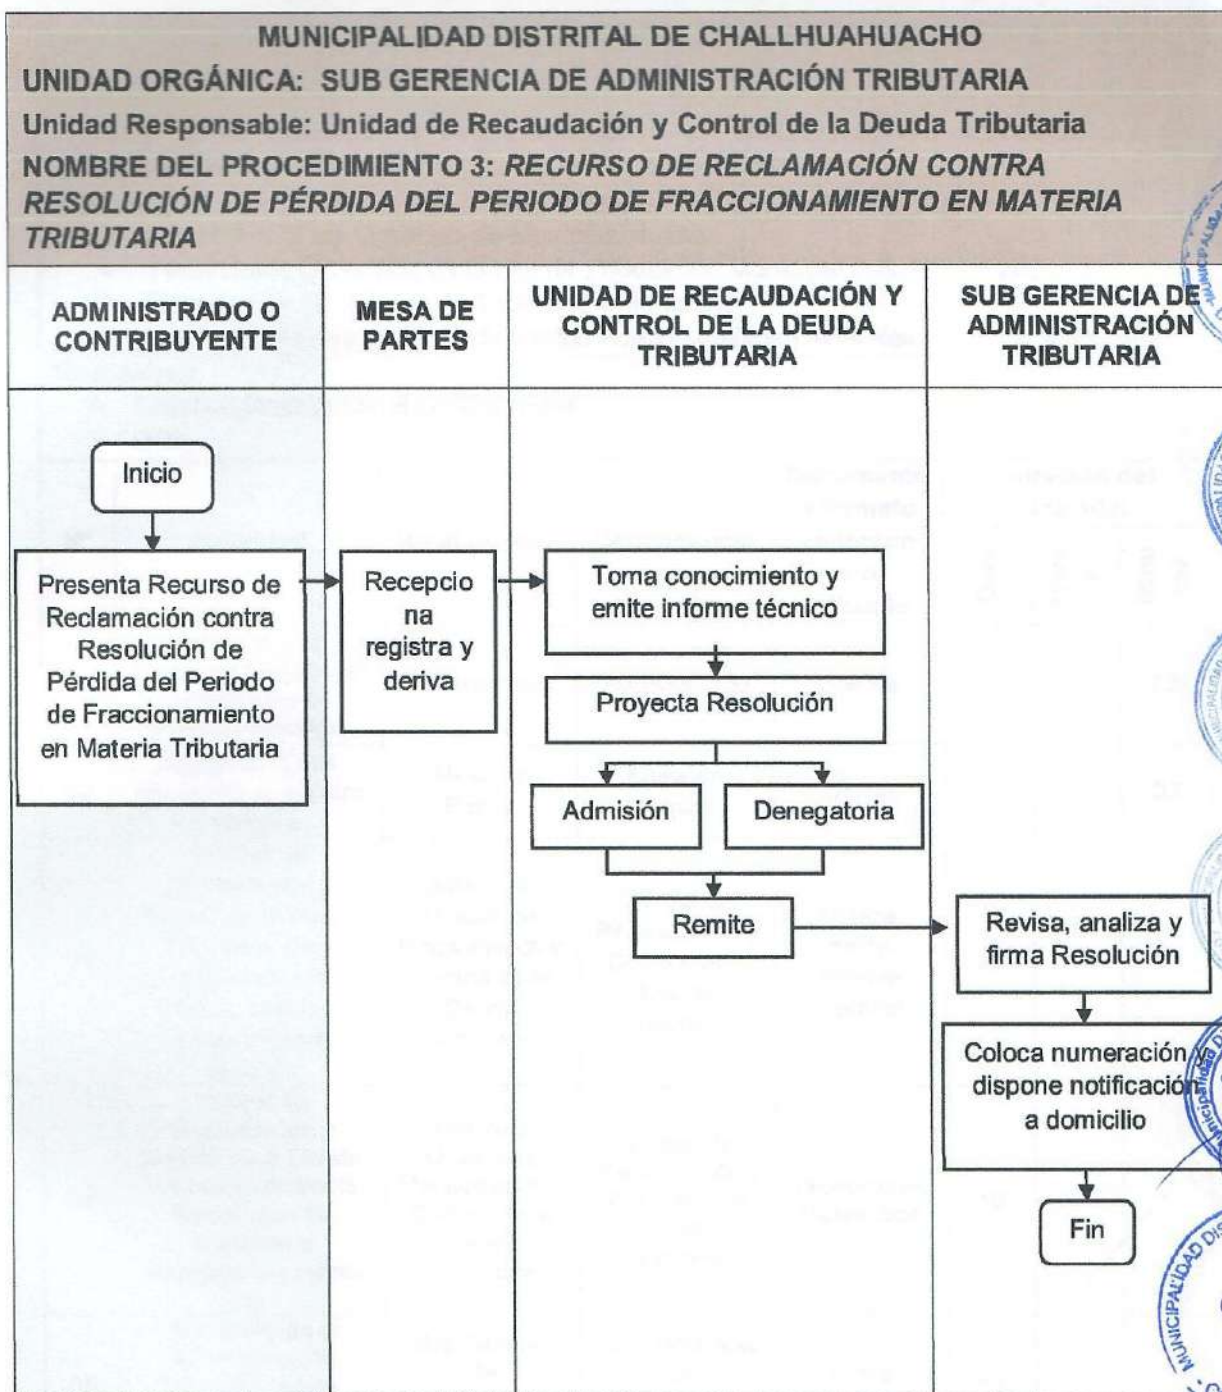 MUNICIPALIDAD DISTRITAL DE CHALLHUAHUACHO
UNIDAD ORGÁNICA: SUB GERENCIA DE ADMINISTRACIÓN TRIBUTARIA
Unidad Responsable: Unidad de Recaudación y Control de la Deuda Tributaria
NOMBRE DEL PROCEDIMIENTO 3: RECURSO DE RECLAMACIÓN CONTRA
RESOLUCIÓN DE PÉRDIDA DEL PERIODO DE FRACCIONAMIENTO EN MATERIA
TRIBUTARIA
ADMINISTRADO O
CONTRIBUYENTE
MESA DE
PARTES
UNIDAD DE RECAUDACIÓN Y
CONTROL DE LA DEUDA
TRIBUTARIA
SUB GERENCIA DE
ADMINISTRACIÓN
TRIBUTARIA
Inicio
Presenta Recurso de
Reclamación contra
Resolución de
Pérdida del Periodo
de Fraccionamiento
en Materia Tributaria
Recepcio
na
registra y
deriva
Toma conocimiento y
emite informe técnico
Proyecta Resolución
Admisión
Denegatoria
Remite
Revisa, analiza y
firma Resolución
Coloca numeración y
dispone notificación
a domicilio
Fin
MUNICIPALIDAD DIS